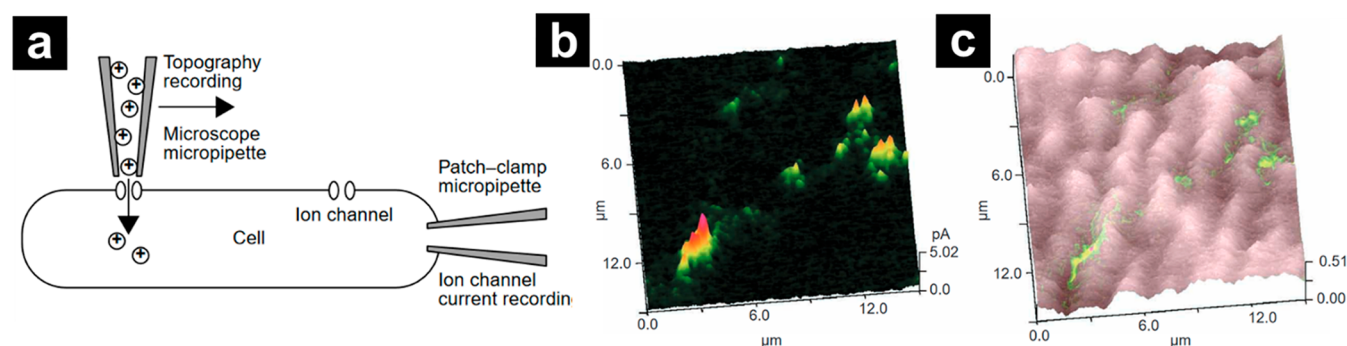 a
Topography
recording
Microscope
micropipette
Patch–clamp
micropipette
Ion channel
Cell
Ion channel
current recordin
b
0.0
6.0
12.0
µm
pA
5.02
0.0
0.0
6.0
12.0
µm
c
0.0
6.0
12.0
µm
0.51
0.00
0.0
6.0
12.0
µm